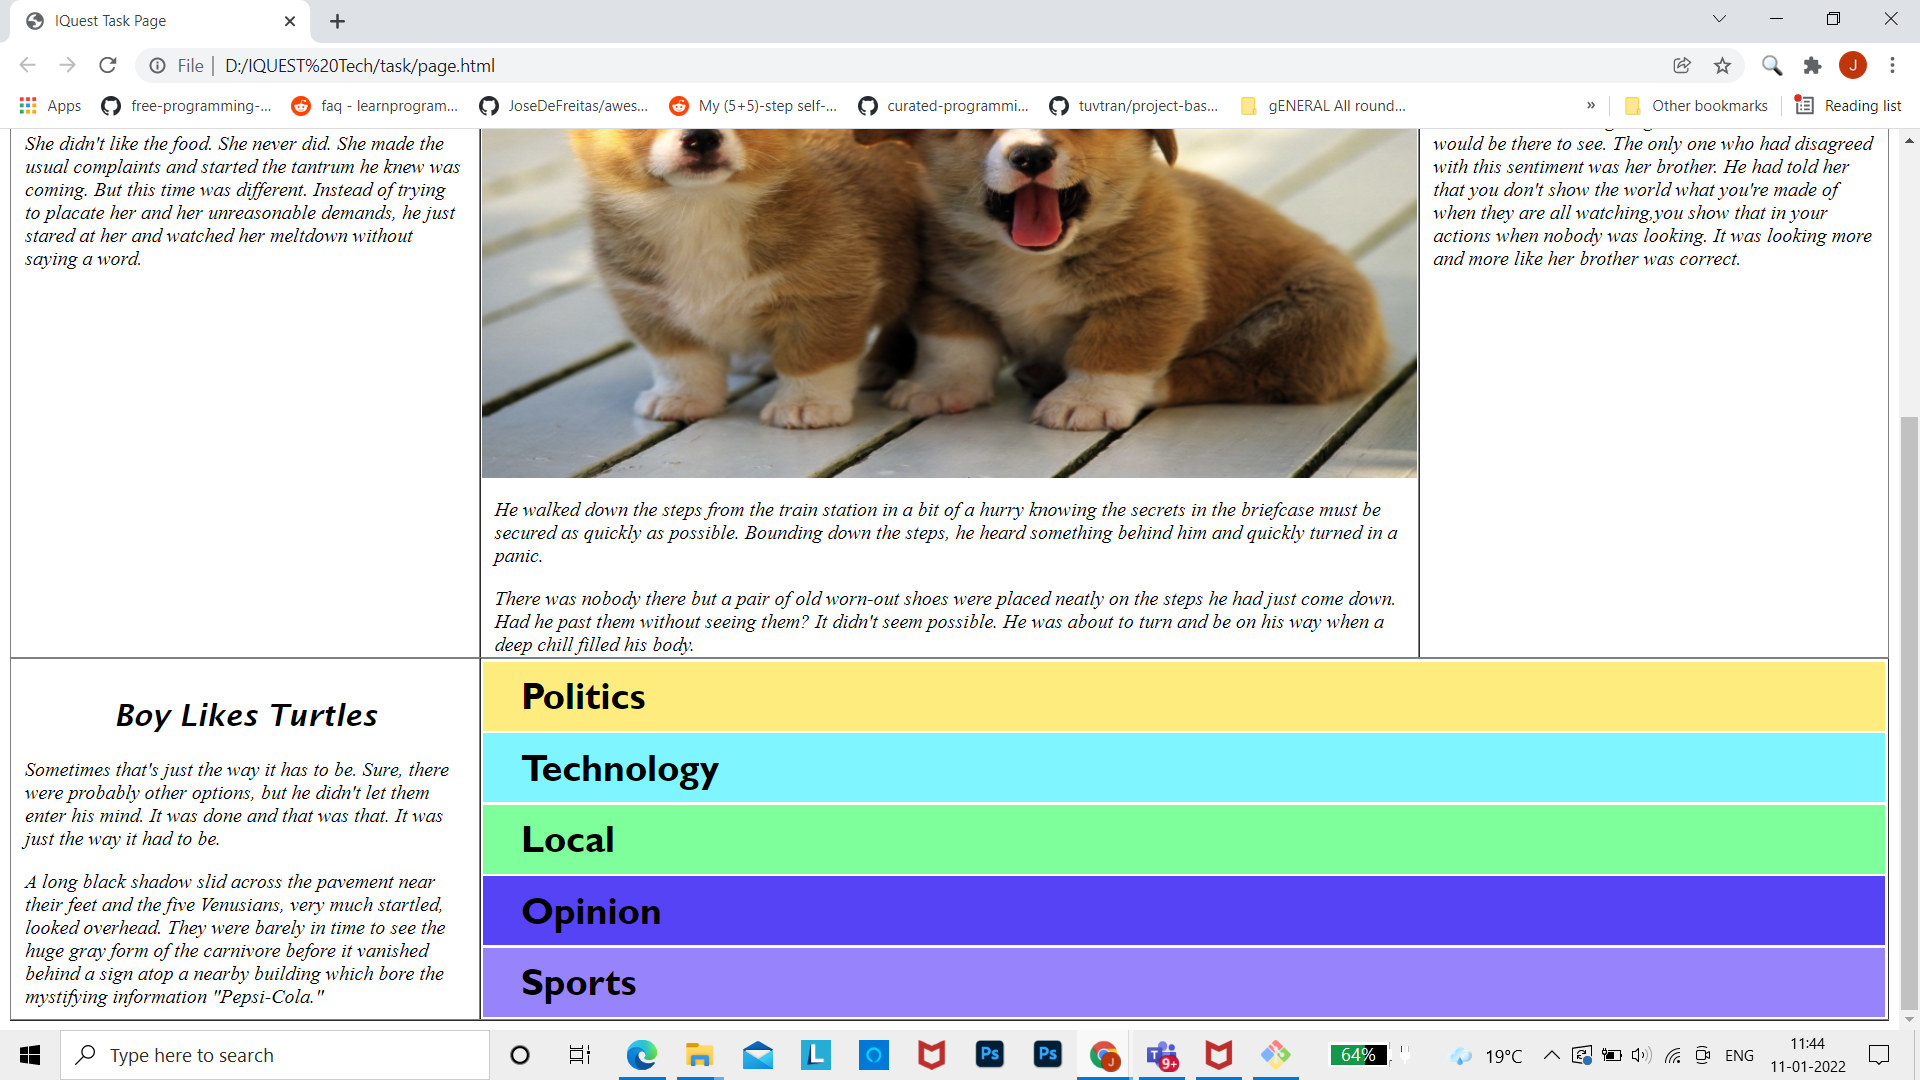 IQuest Task Page
File | D:/IQUEST%20Tech/task/page.html
J
Apps
free-programming-...
faq - learnprogram...
JoseDeFreitas/awes...
My (5+5)-step self-...
curated-programmi...
tuvtran/project-bas...
gENERAL All round...
»
Other bookmarks
Reading list
She didn't like the food. She never did. She made the
usual complaints and started the tantrum he knew was
coming. But this time was different. Instead of trying
to placate her and her unreasonable demands, he just
stared at her and watched her meltdown without
saying a word.
He walked down the steps from the train station in a bit of a hurry knowing the secrets in the briefcase must be
secured as quickly as possible. Bounding down the steps, he heard something behind him and quickly turned in a
panic.
There was nobody there but a pair of old worn-out shoes were placed neatly on the steps he had just come down.
Had he past them without seeing them? It didn't seem possible. He was about to turn and be on his way when a
deep chill filled his body.
would be there to see. The only one who had disagreed
with this sentiment was her brother. He had told her
that you don't show the world what you're made of
when they are all watching,you show that in your
actions when nobody was looking. It was looking more
and more like her brother was correct.
Boy Likes Turtles
Sometimes that's just the way it has to be. Sure, there
were probably other options, but he didn't let them
enter his mind. It was done and that was that. It was
just the way it had to be.
A long black shadow slid across the pavement near
their feet and the five Venusians, very much startled,
looked overhead. They were barely in time to see the
huge gray form of the carnivore before it vanished
behind a sign atop a nearby building which bore the
mystifying information "Pepsi-Cola."
Politics
Technology
Local
Opinion
Sports
Type here to search
L
Ps
Ps
J
9+
64%
19°C
ENG
11:44
11-01-2022